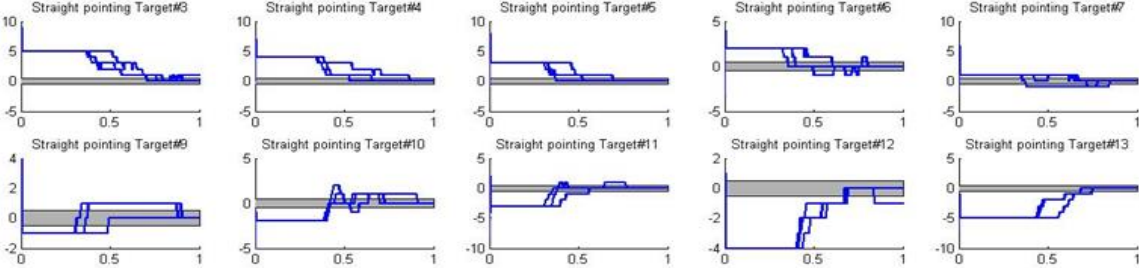 Straight pointing Target#3
Straight pointing Target#4
Straight pointing Target#5
Straight pointing Target#6
Straight pointing Target#7
10
5
0
-5
0 0.5 1
10
5
0
-5
0 0.5 1
10
5
0
-5
0 0.5 1
5
0
-5
0 0.5 1
10
5
0
-5
0 0.5 1
Straight pointing Target#9
Straight pointing Target#10
Straight pointing Target#11
Straight pointing Target#12
Straight pointing Target#13
4
2
0
-2
0 0.5 1
5
0
-5
0 0.5 1
5
0
-5
-10
0 0.5 1
2
0
-2
-4
0 0.5 1
5
0
-5
-10
0 0.5 1